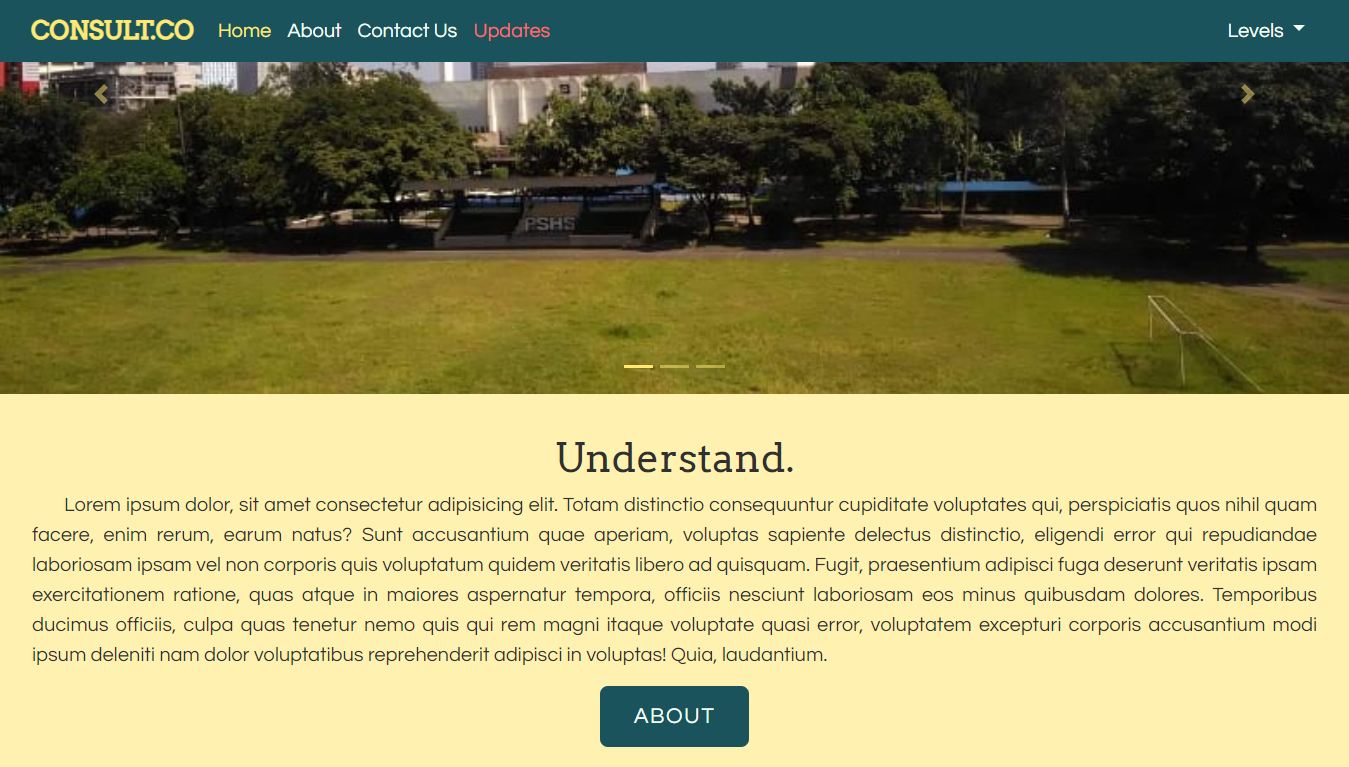 CONSULT.CO Home About Contact Us Updates Levels
PSHS
Understand.
Lorem ipsum dolor, sit amet consectetur adipisicing elit. Totam distinctio consequuntur cupiditate voluptates qui, perspiciatis quos nihil quam
facere, enim rerum, earum natus? Sunt accusantium quae aperiam, voluptas sapiente delectus distinctio, eligendi error qui repudiandae
laboriosam ipsam vel non corporis quis voluptatum quidem veritatis libero ad quisquam. Fugit, praesentium adipisci fuga deserunt veritatis ipsam
exercitationem ratione, quas atque in maiores aspernatur tempora, officiis nesciunt laboriosam eos minus quibusdam dolores. Temporibus
ducimus officiis, culpa quas tenetur nemo quis qui rem magni itaque voluptate quasi error, voluptatem excepturi corporis accusantium modi
ipsum deleniti nam dolor voluptatibus reprehenderit adipisci in voluptas! Quia, laudantium.
ABOUT